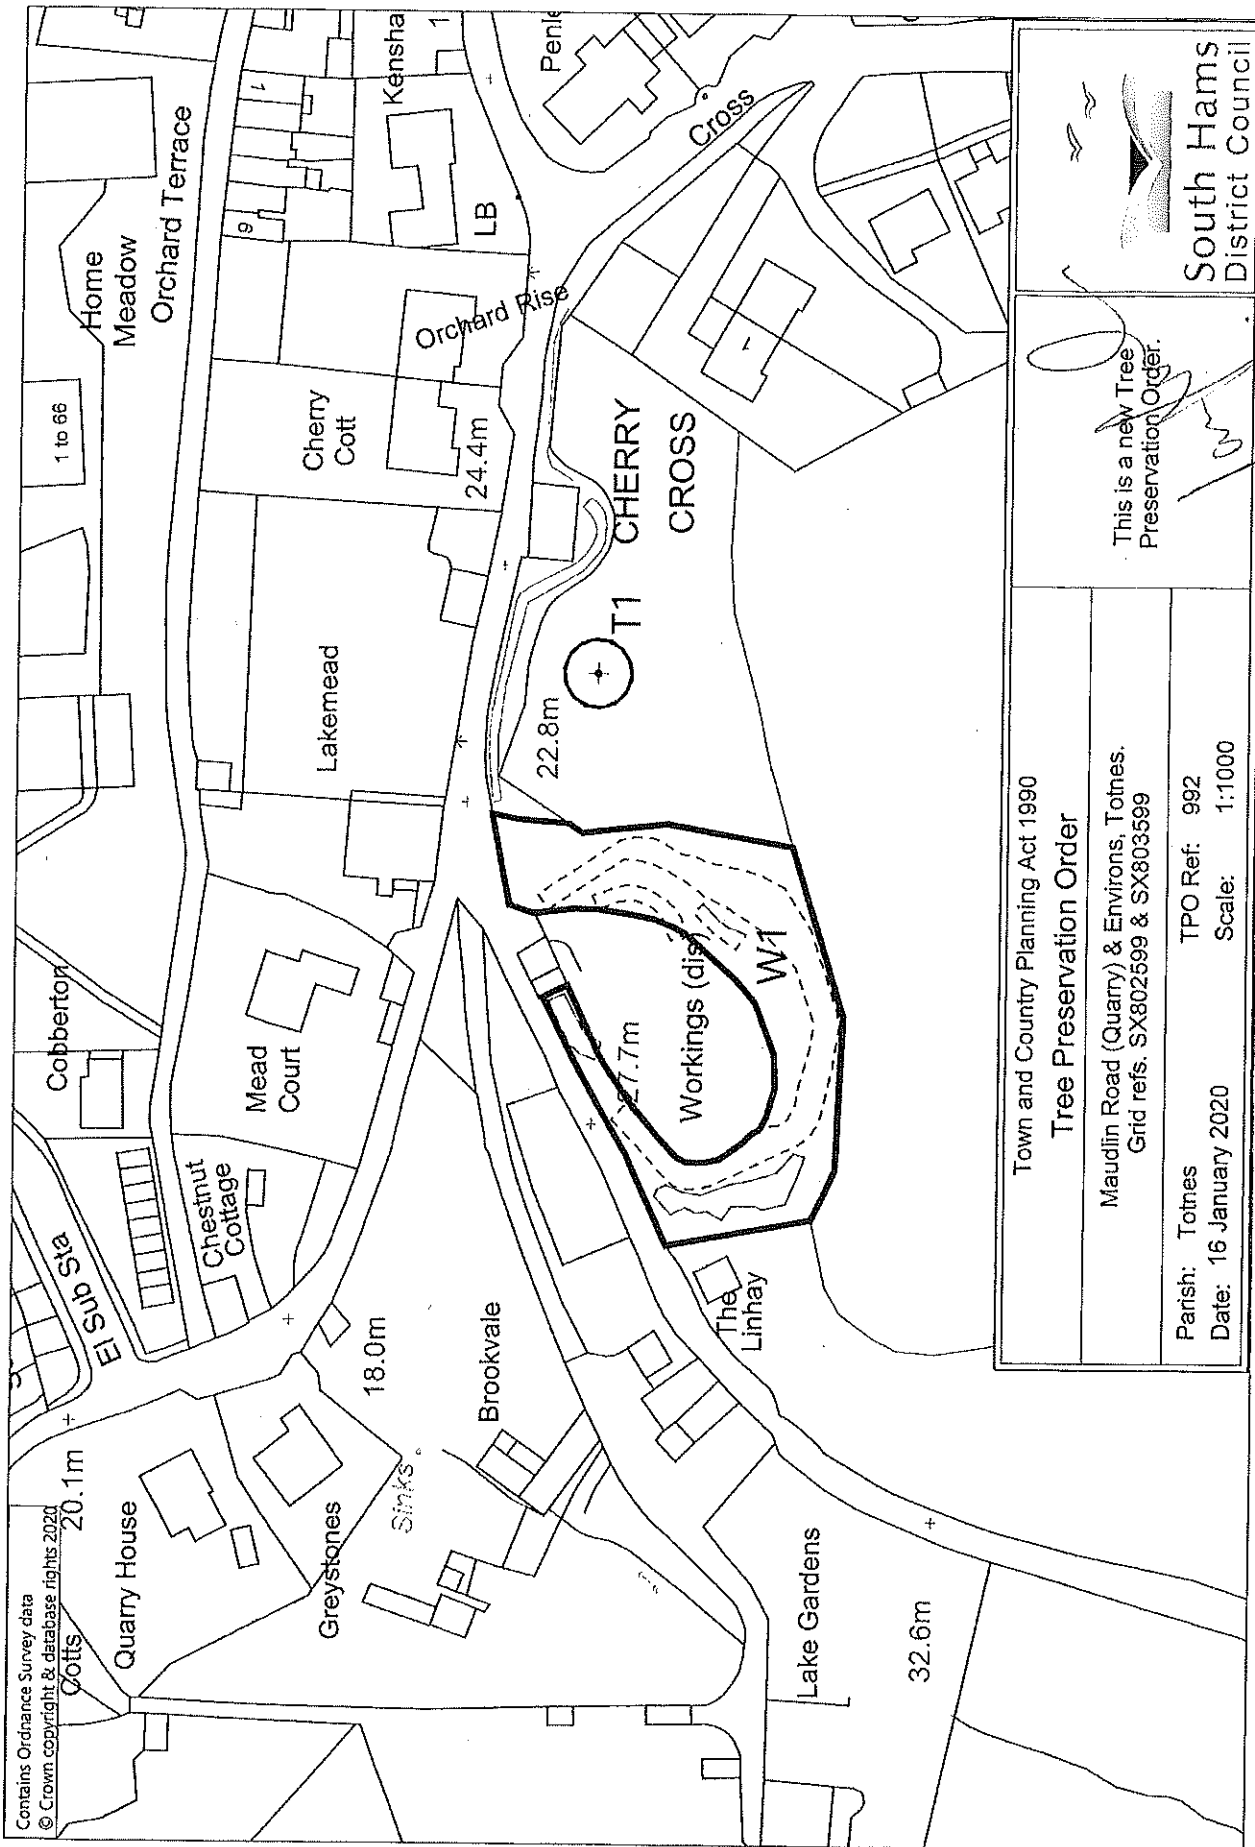 Contains Ordnance Survey data
© Crown copyright & database rights 2020
Cotts
20.1m
Quarry House
Greystones
Sinks
18.0m
Brookvale
Lake Gardens
32.6m
El Sub Sta
Chestnut
Cottage
Cobberton
Mead
Court
The
Linhay
27.7m
Workings (dis
W1
Lakemead
22.8m
T1
CHERRY
CROSS
1 to 66
Home
Meadow
Orchard Terrace
Cherry
Cott
24.4m
Orchard Rise
9
1
LB
Kensha
1
Penle
Cross
1
Town and Country Planning Act 1990
Tree Preservation Order
Maudlin Road (Quarry) & Environs, Totnes.
Grid refs. SX802599 & SX803599
Parish: Totnes
TPO Ref: 992
Date: 16 January 2020
Scale: 1:1000
This is a new Tree
Preservation Order.
South Hams
District Council